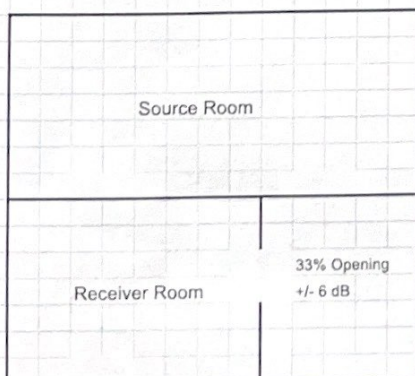 Source Room
33% Opening
Receiver Room
+/- 6 dB